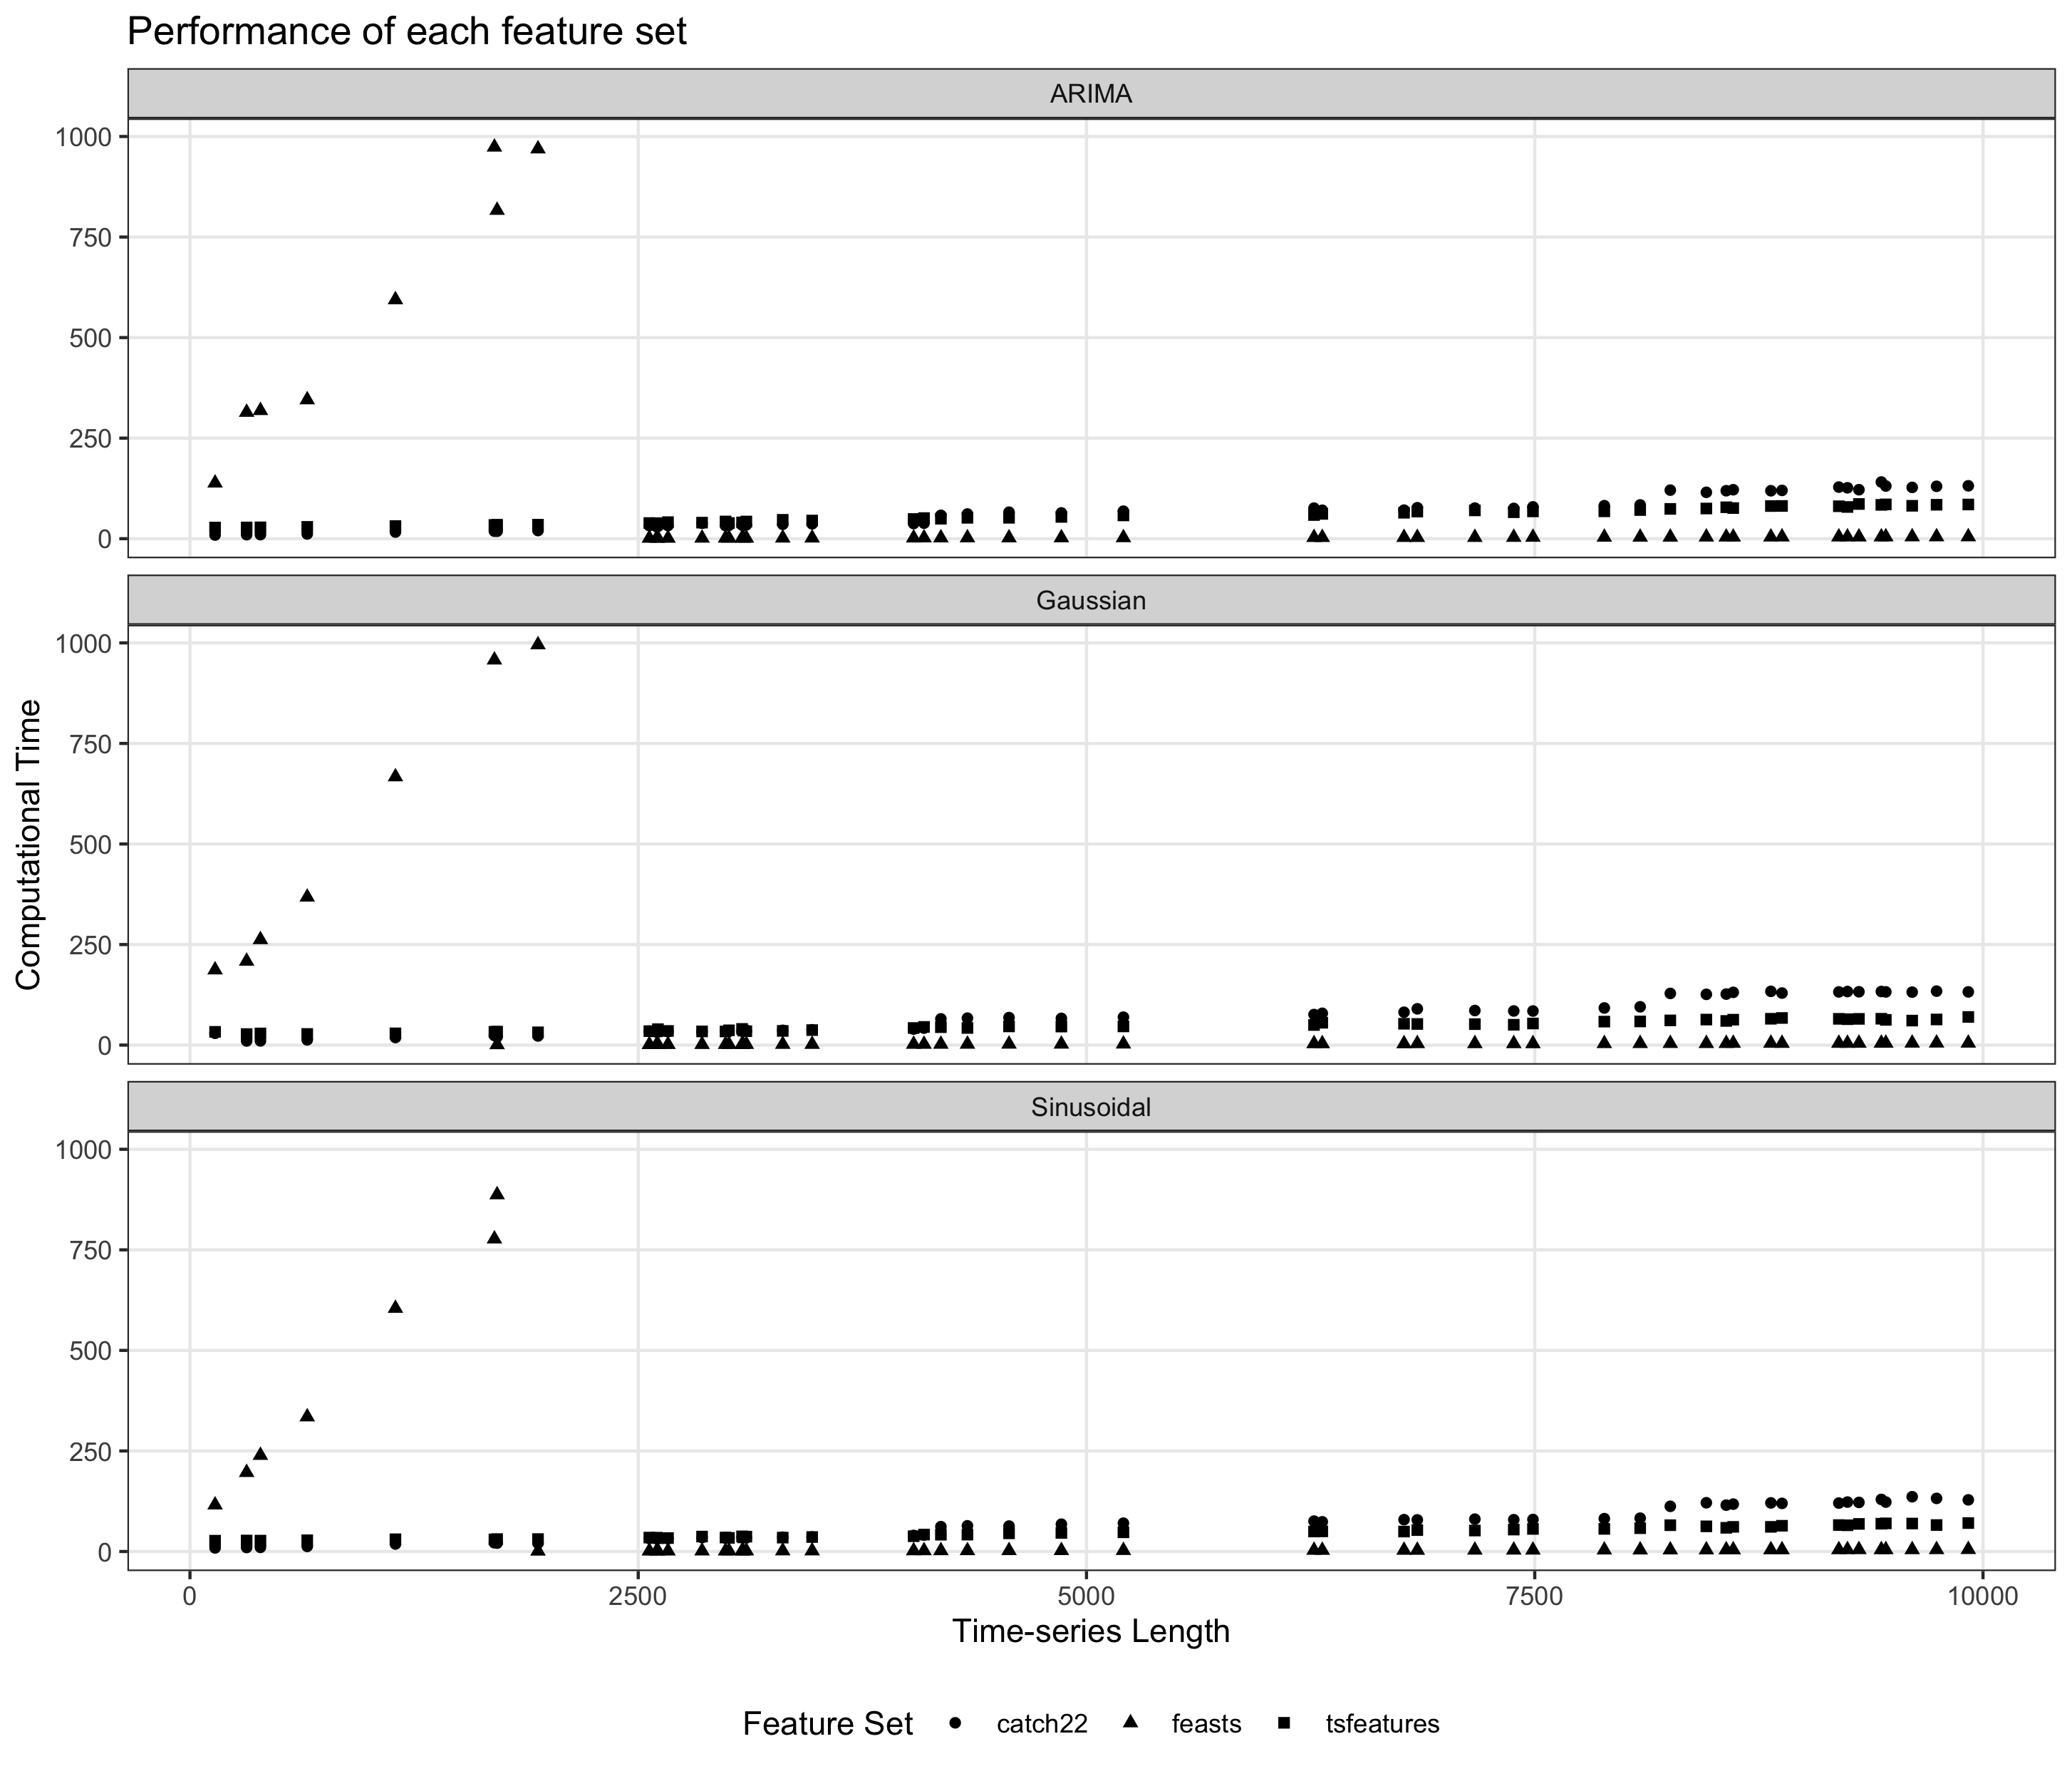 Performance of each feature set
ARIMA
1000
750
500
250
0
Gaussian
1000
750
500
250
0
Sinusoidal
1000
750
500
250
0
Computational Time
0 2500 5000 7500 10000
Time-series Length
Feature Set catch22 feasts tsfeatures